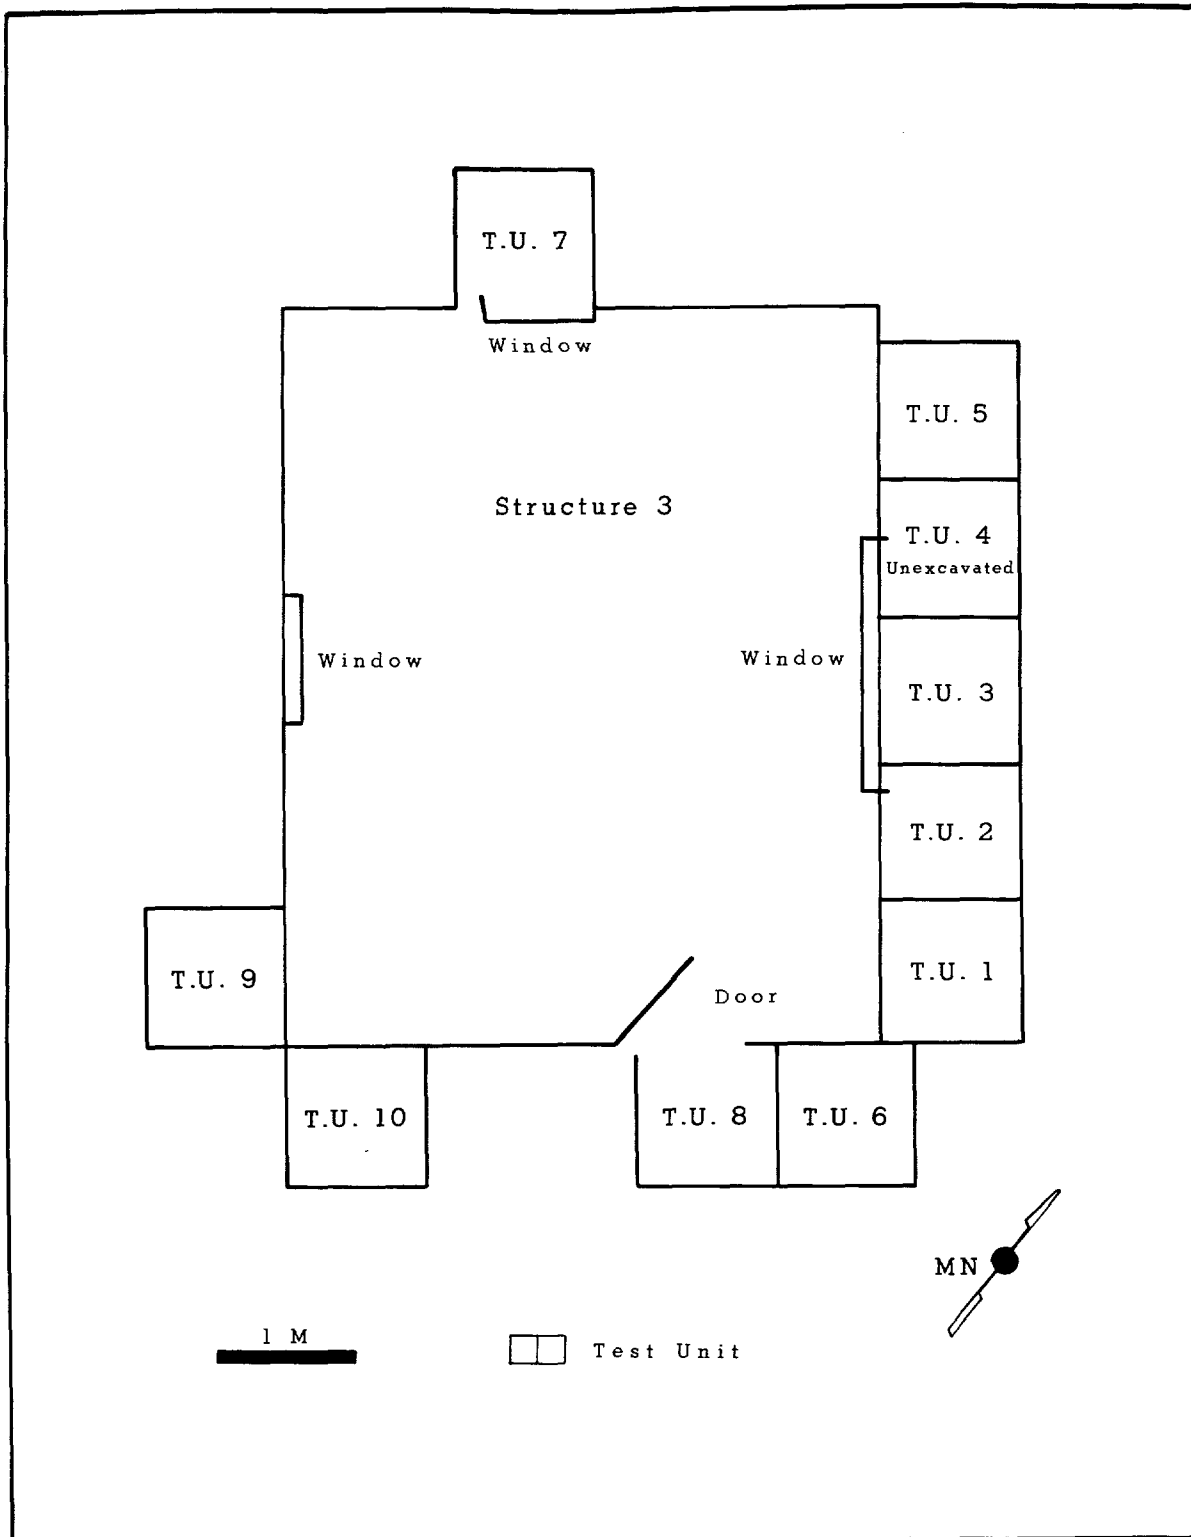 T.U. 7
Window
T.U. 5
Structure 3
T.U. 4
Unexcavated
Window
Window
T.U. 3
T.U. 2
T.U. 9
T.U. 1
Door
T.U. 10
T.U. 8
T.U. 6
MN
1 M
Test Unit